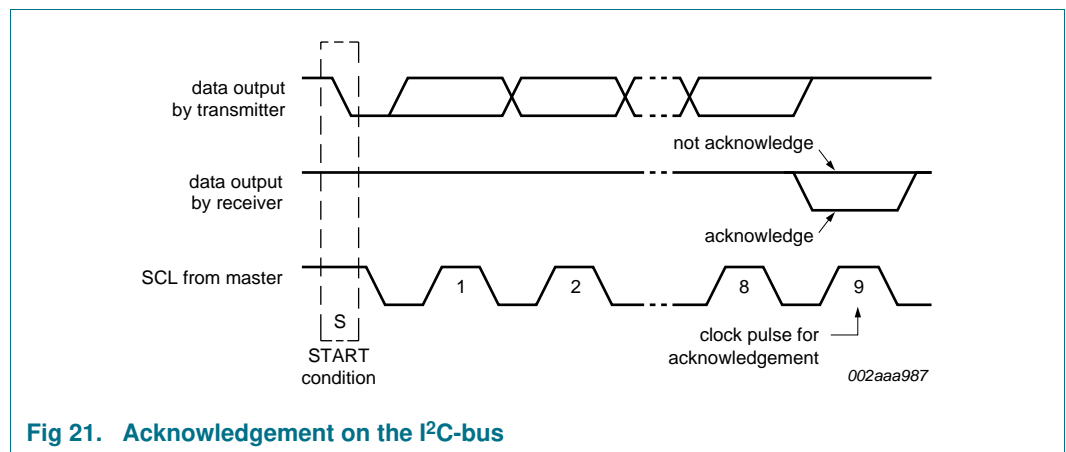 data output
by transmitter
not acknowledge
data output
by receiver
acknowledge
SCL from master
1
2
8
9
S
START
condition
clock pulse for
acknowledgement
002aaa987
Fig 21. Acknowledgement on the I²C-bus